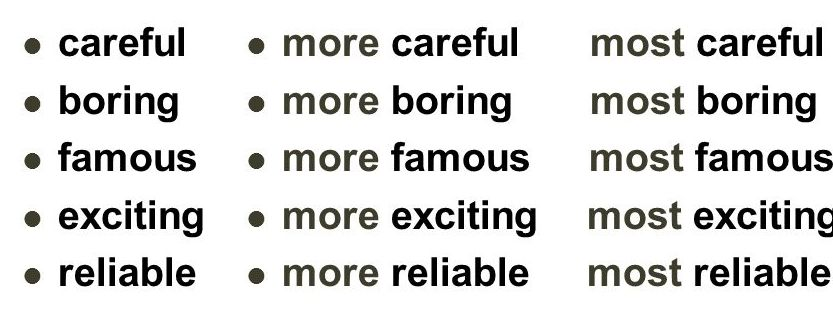 • careful • more careful most careful
• boring • more boring most boring
• famous • more famous most famous
• exciting • more exciting most exciting
• reliable • more reliable most reliable